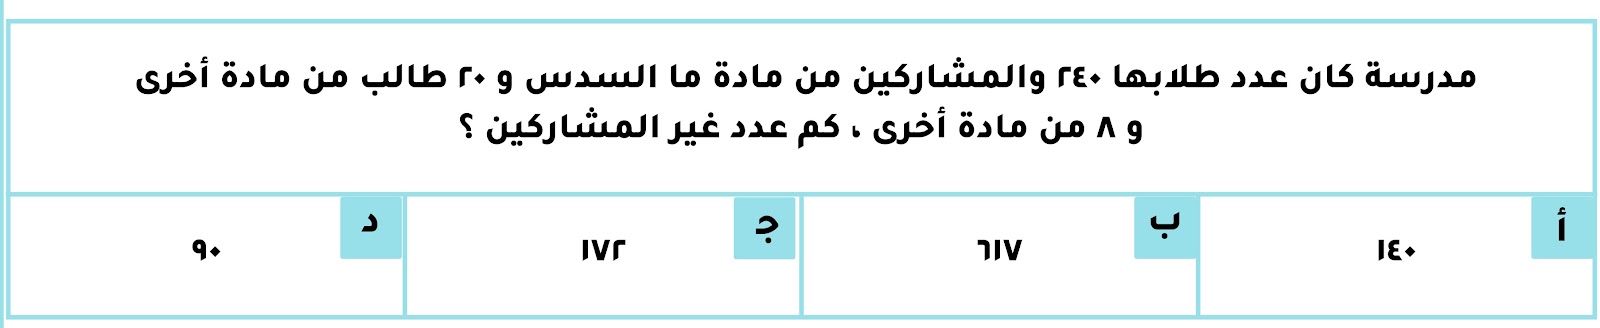 مدرسة كان عدد طلابها ٢٤٠ والمشاركين من مادة ما السدس و ٢٠ طالب من مادة أخرى
و ٨ من مادة أخرى ، كم عدد غير المشاركين ؟
أ
١٤٠
ب
٦١٧
ج
١٧٢
د
٩٠